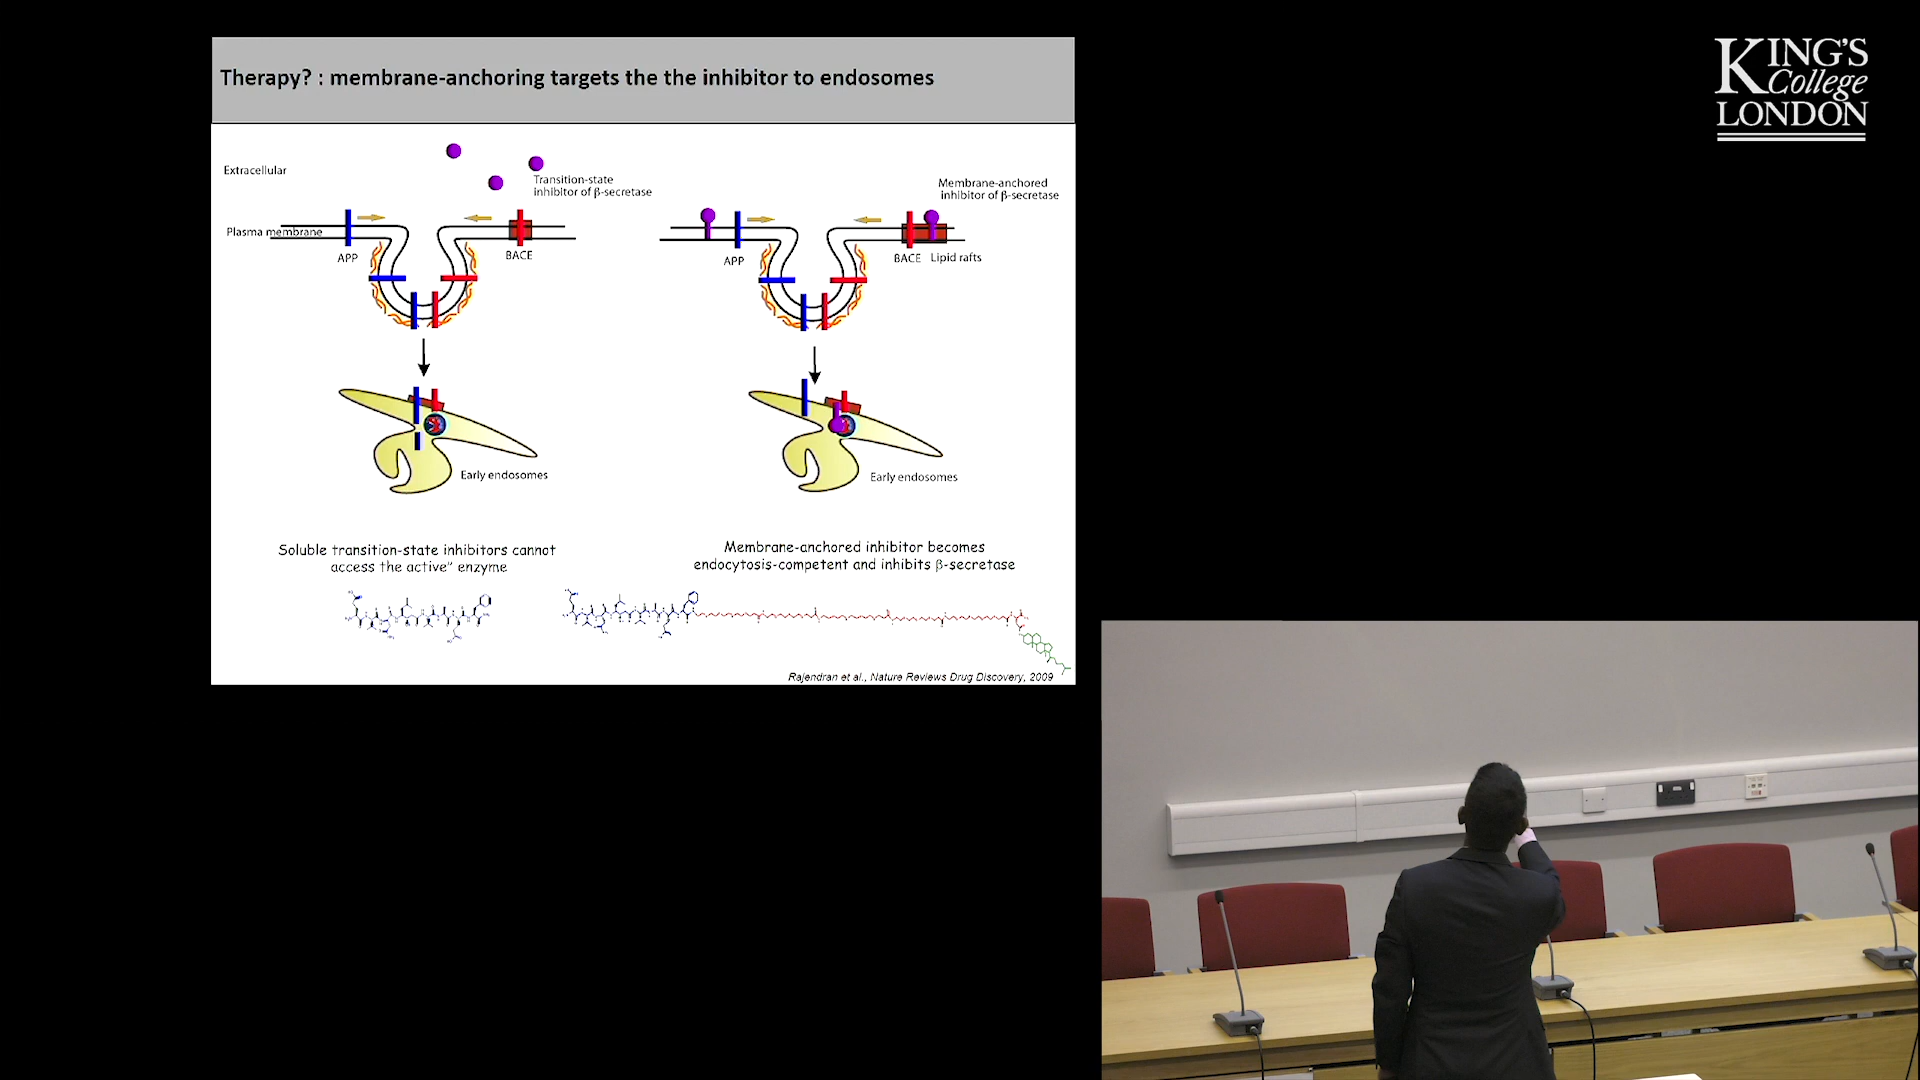 Therapy? : membrane-anchoring targets the the inhibitor to endosomes
KING'S
College
LONDON
Extracellular
Transition-state
inhibitor of β-secretase
Plasma membrane
APP
BACE
Early endosomes
Soluble transition-state inhibitors cannot
access the active" enzyme
Membrane-anchored
inhibitor of β-secretase
APP
BACE
Lipid rafts
Early endosomes
Membrane-anchored inhibitor becomes
endocytosis-competent and inhibits β-secretase
Rajendran et al., Nature Reviews Drug Discovery, 2009